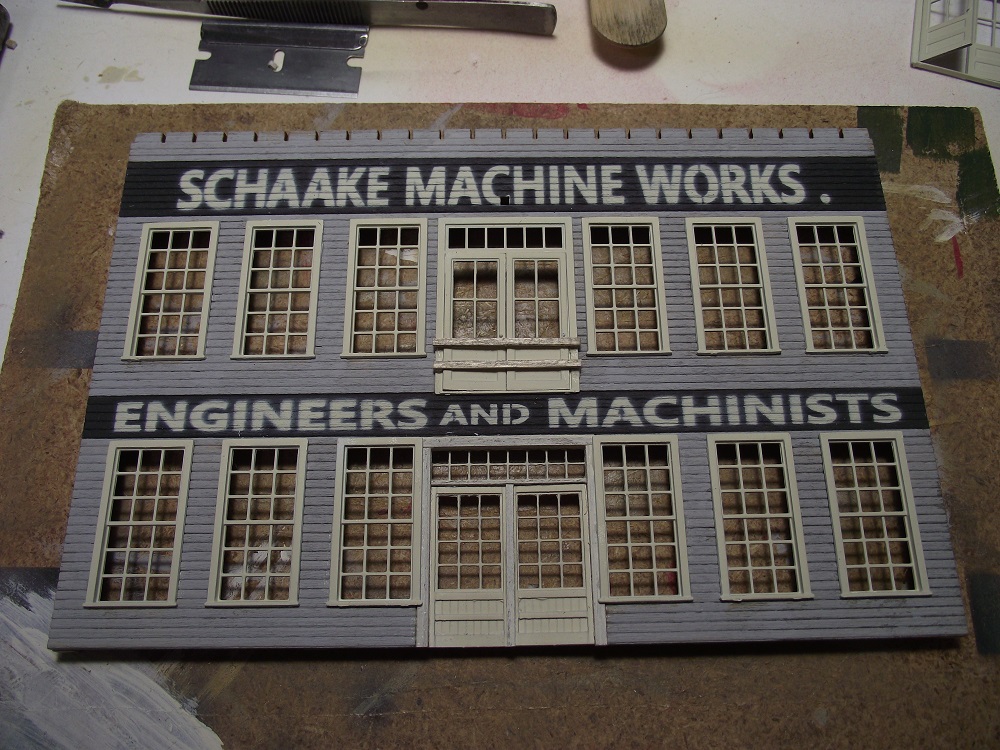 SCHAAKE MACHINE WORKS .
ENGINEERS AND MACHINISTS